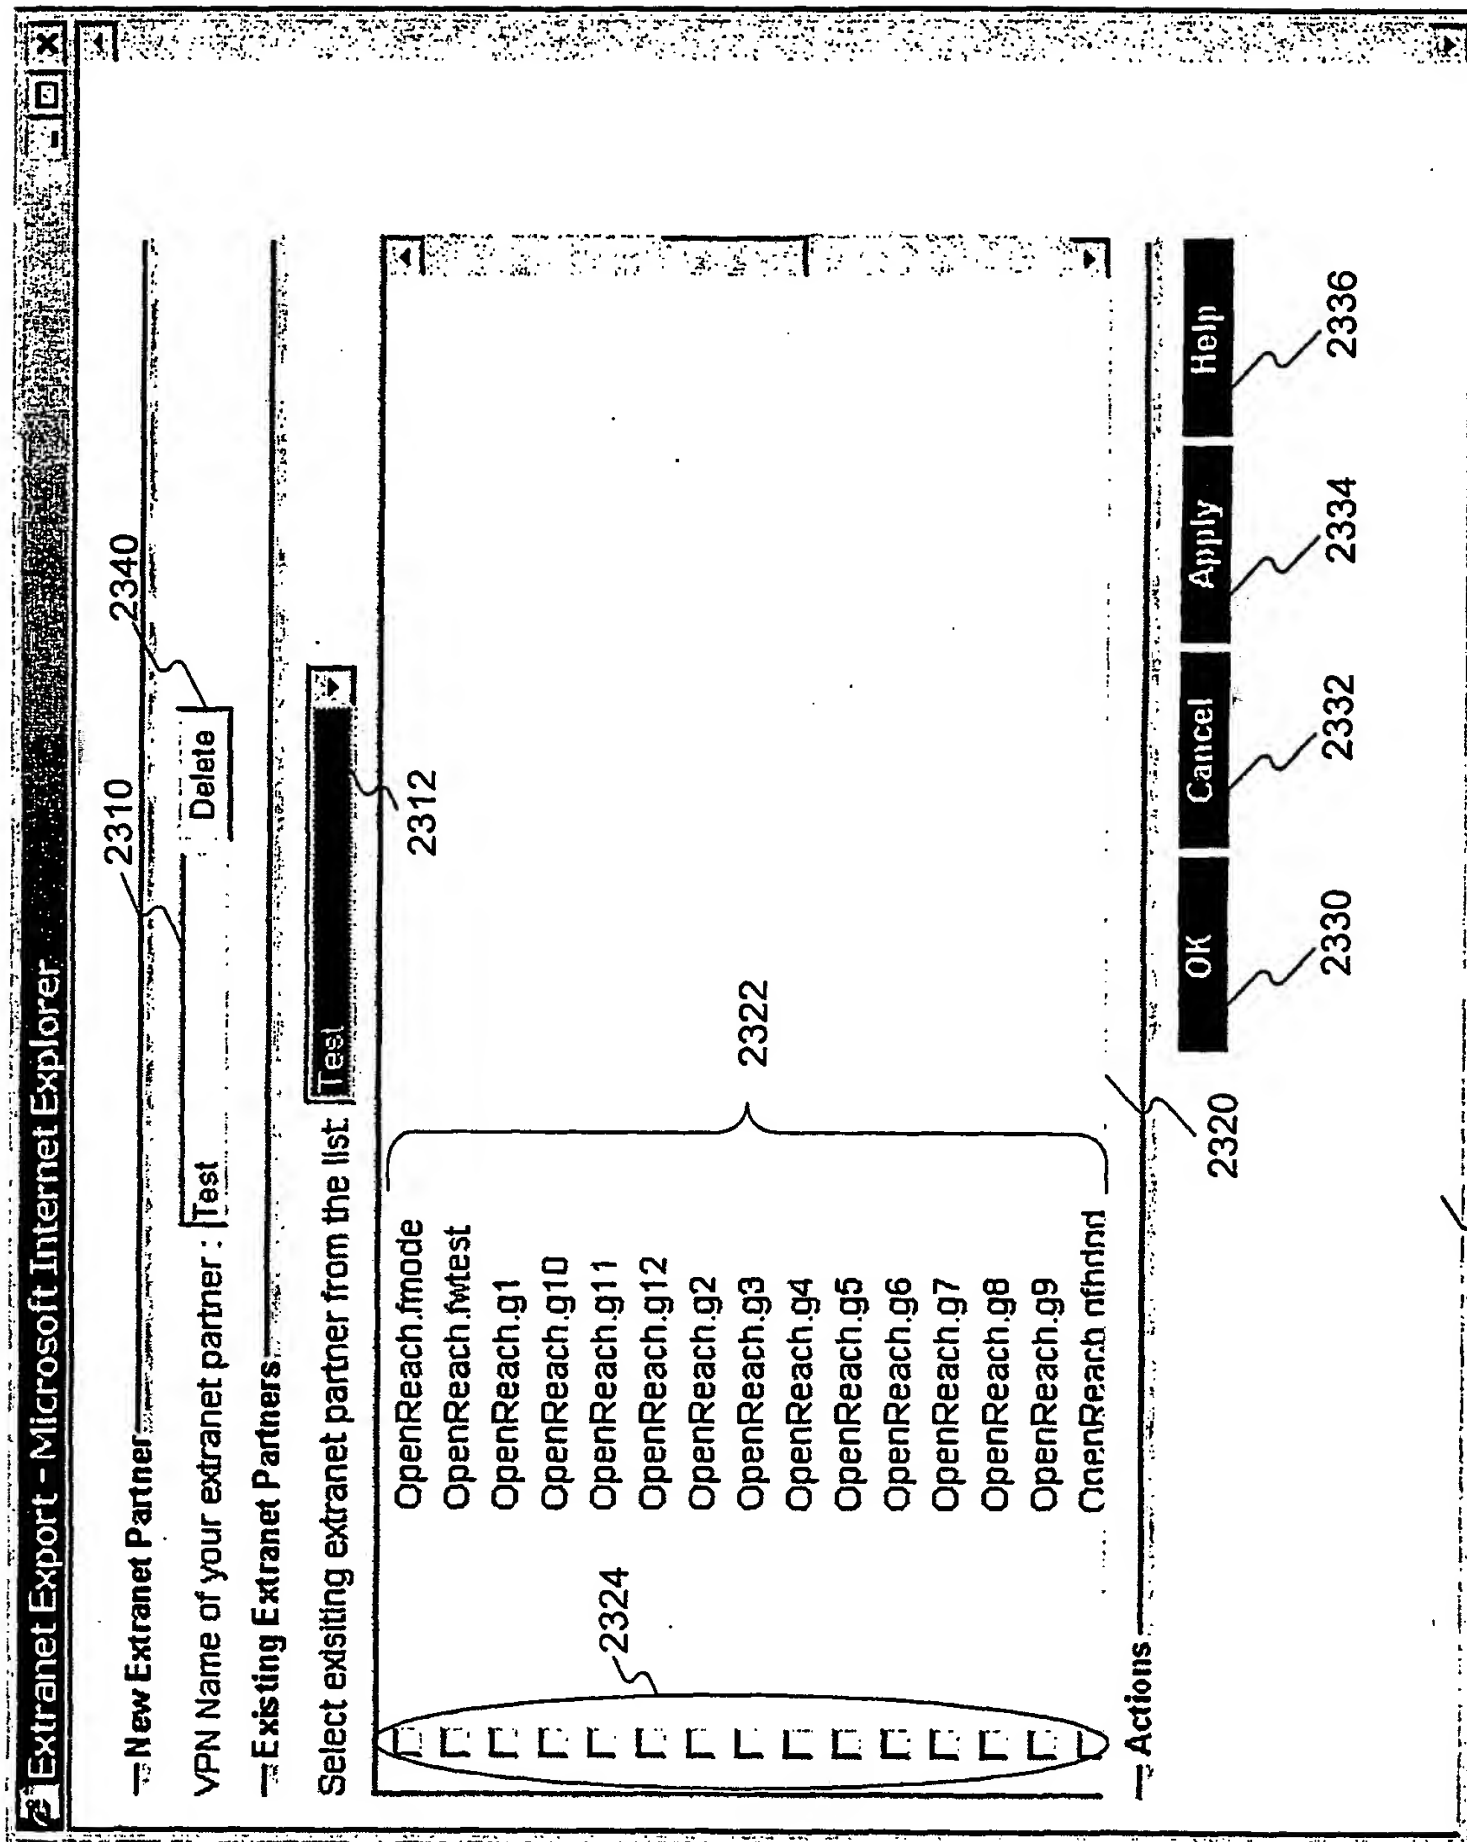 Extranet Export - Microsoft Internet Explorer
New Extranet Partner
2310
2340
VPN Name of your extranet partner : Test
Delete
Existing Extranet Partners
Select exisiting extranet partner from the list: Test
2312
2324
OpenReach.fmode
OpenReach.fwtest
OpenReach.g1
OpenReach.g10
OpenReach.g11
OpenReach.g12
OpenReach.g2
OpenReach.g3
OpenReach.g4
OpenReach.g5
OpenReach.g6
OpenReach.g7
OpenReach.g8
OpenReach.g9
2322
2320
Actions
OK
Cancel
Apply
Help
2330
2332
2334
2336